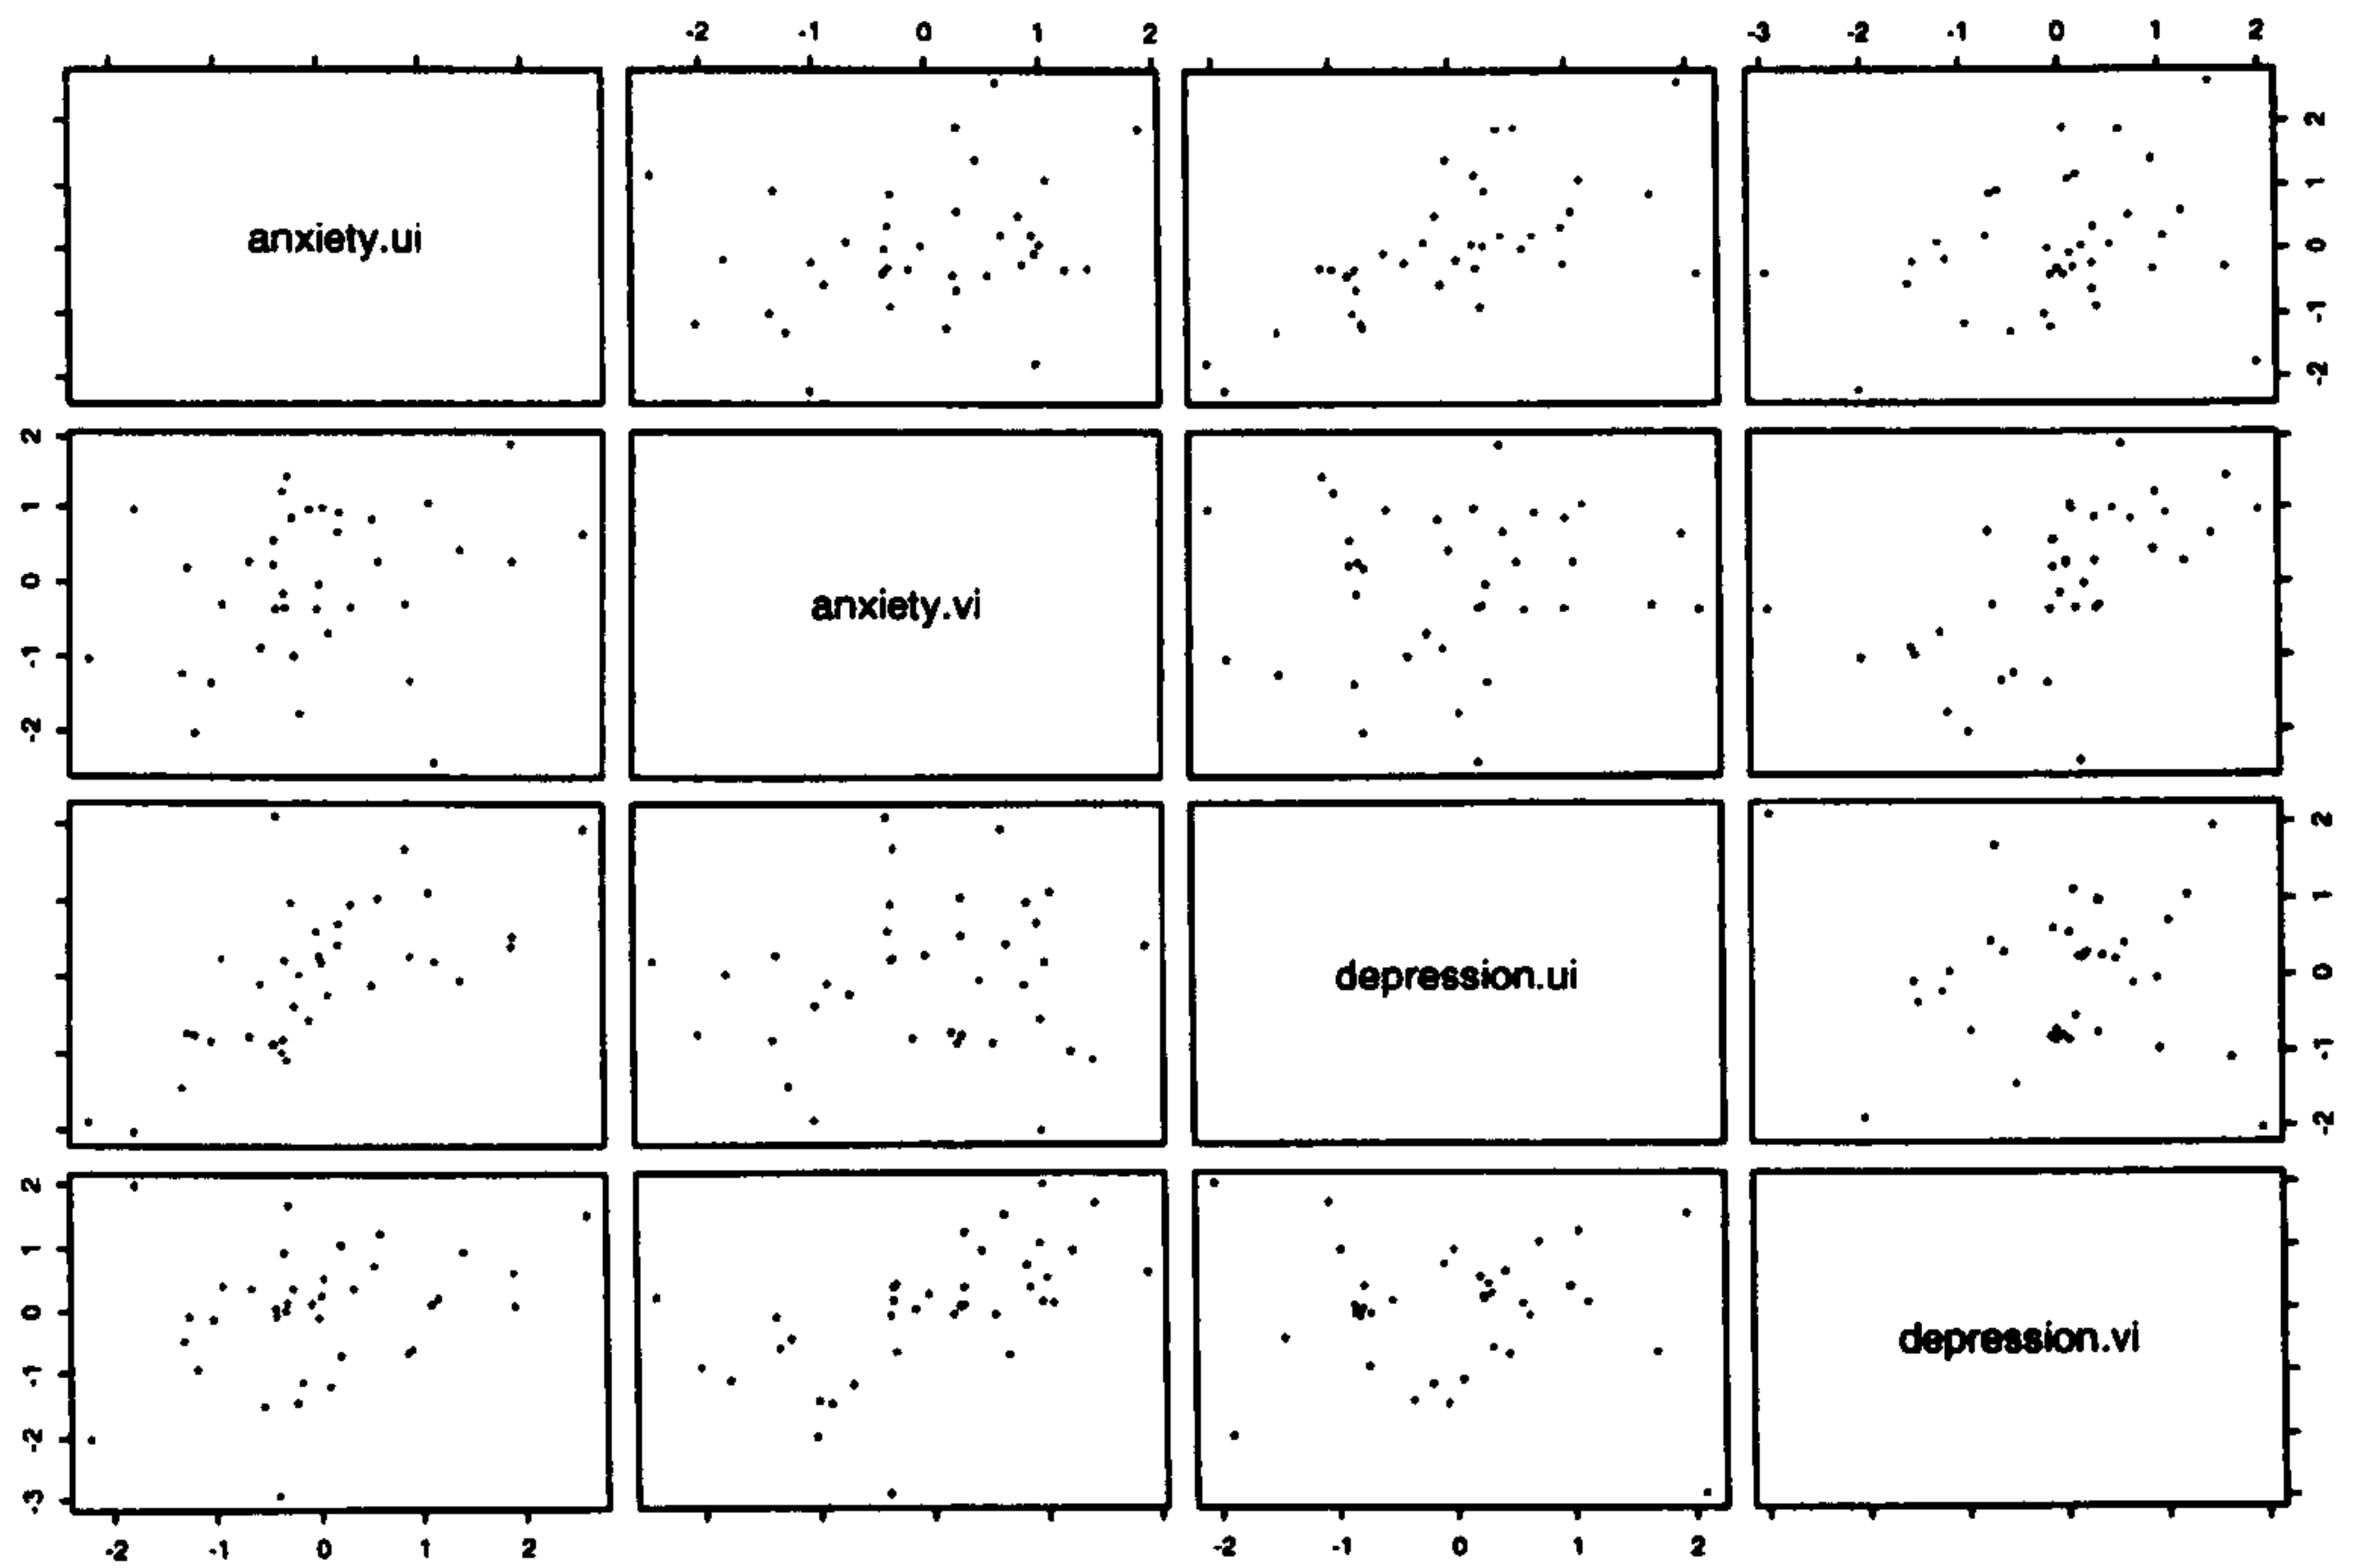 -2 -1 0 1 2 -3 -2 -1 0 1 2
anxiety.ui
2 1 0 -1 -2
2 1 0 -1 -2
anxiety.vi
depression.ui
2 1 0 -1 -2
2 1 0 -1 -2 -3
depression.vi
-2 -1 0 1 2 -2 -1 0 1 2